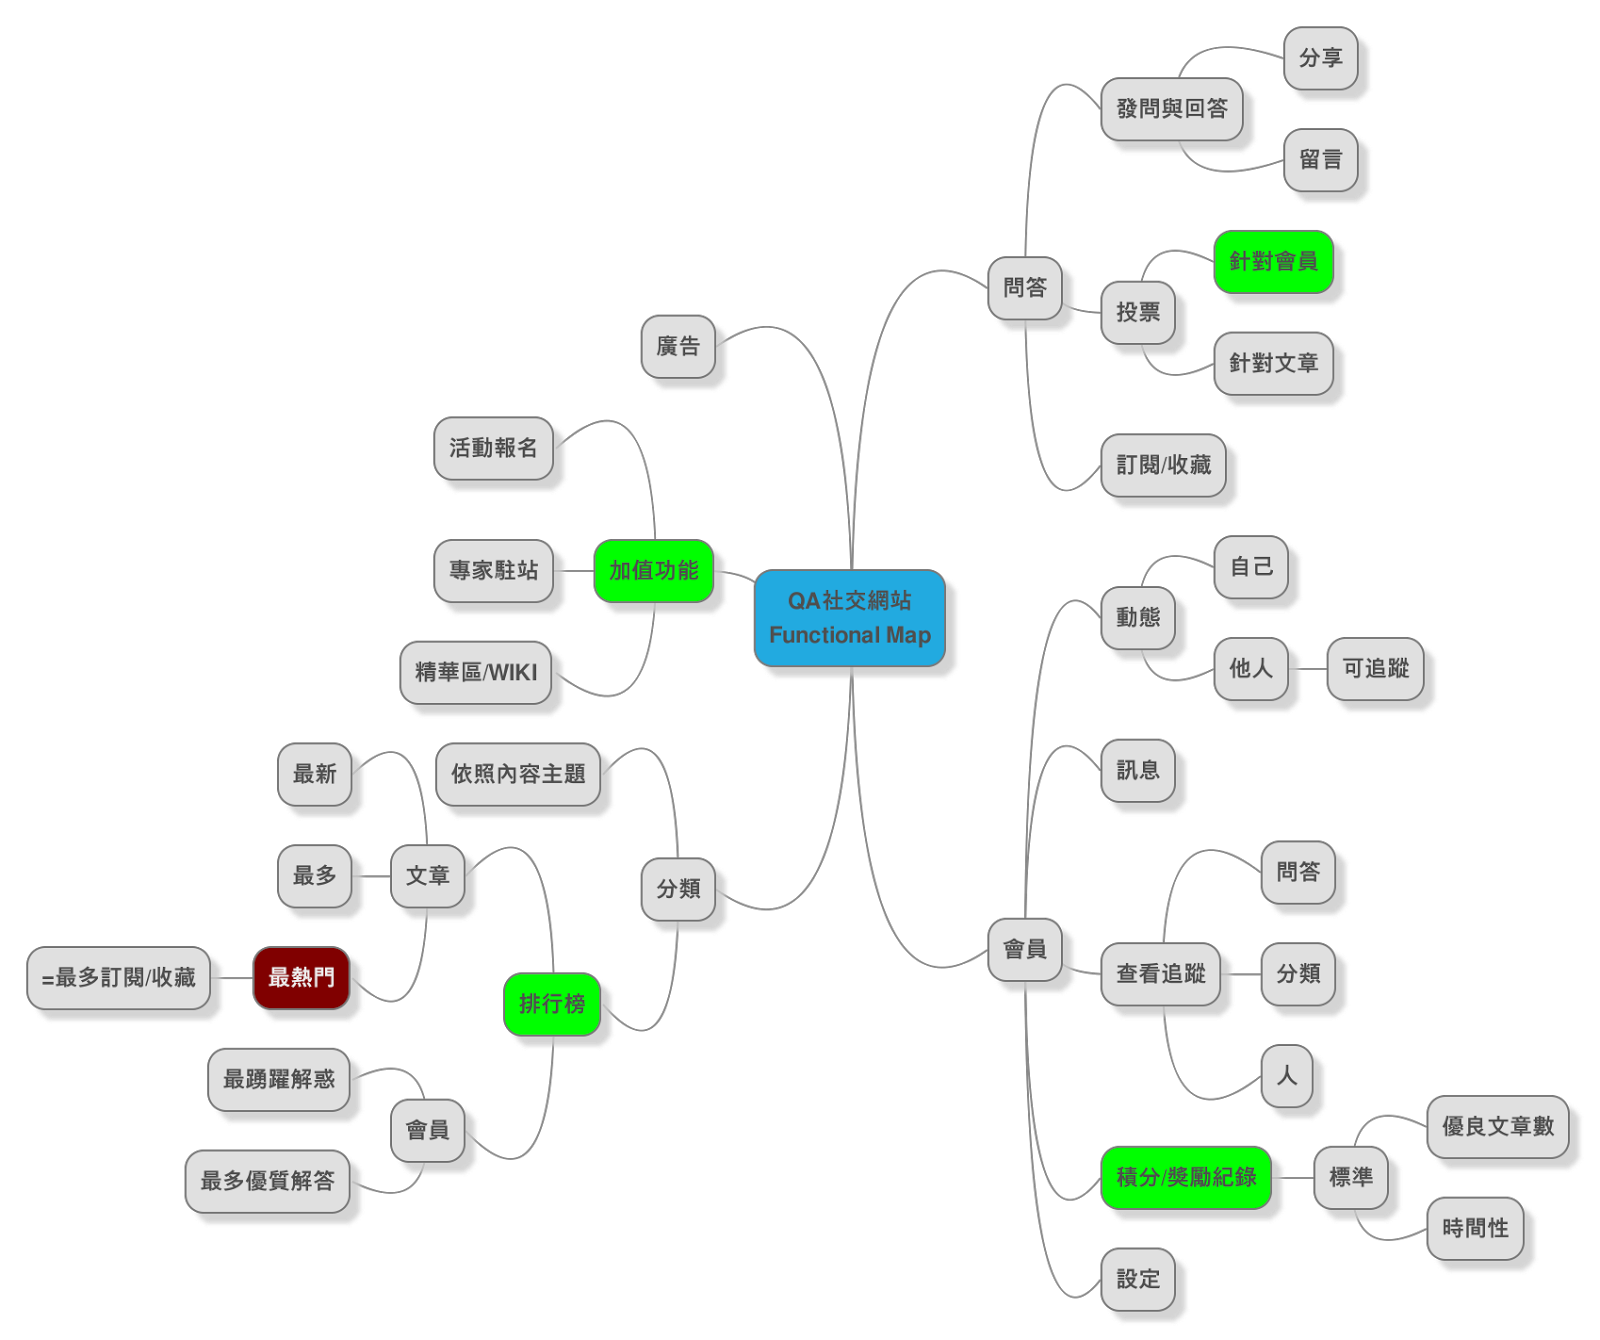 QA社交網站
Functional Map
問答
發問與回答
分享
留言
投票
針對會員
針對文章
訂閱/收藏
會員
動態
自己
他人
可追蹤
訊息
查看追蹤
問答
分類
人
積分/獎勵紀錄
標準
優良文章數
時間性
設定
廣告
加值功能
活動報名
專家駐站
精華區/WIKI
分類
依照內容主題
排行榜
文章
最新
最多
最熱門
=最多訂閱/收藏
會員
最踴躍解惑
最多優質解答